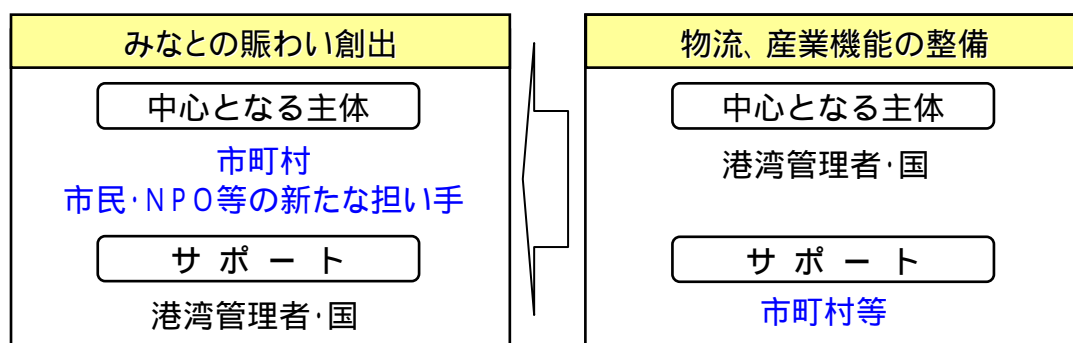 みなとの賑わい創出
中心となる主体
市町村
市民・NPO等の新たな担い手
サポート
港湾管理者・国
物流、産業機能の整備
中心となる主体
港湾管理者・国
サポート
市町村等